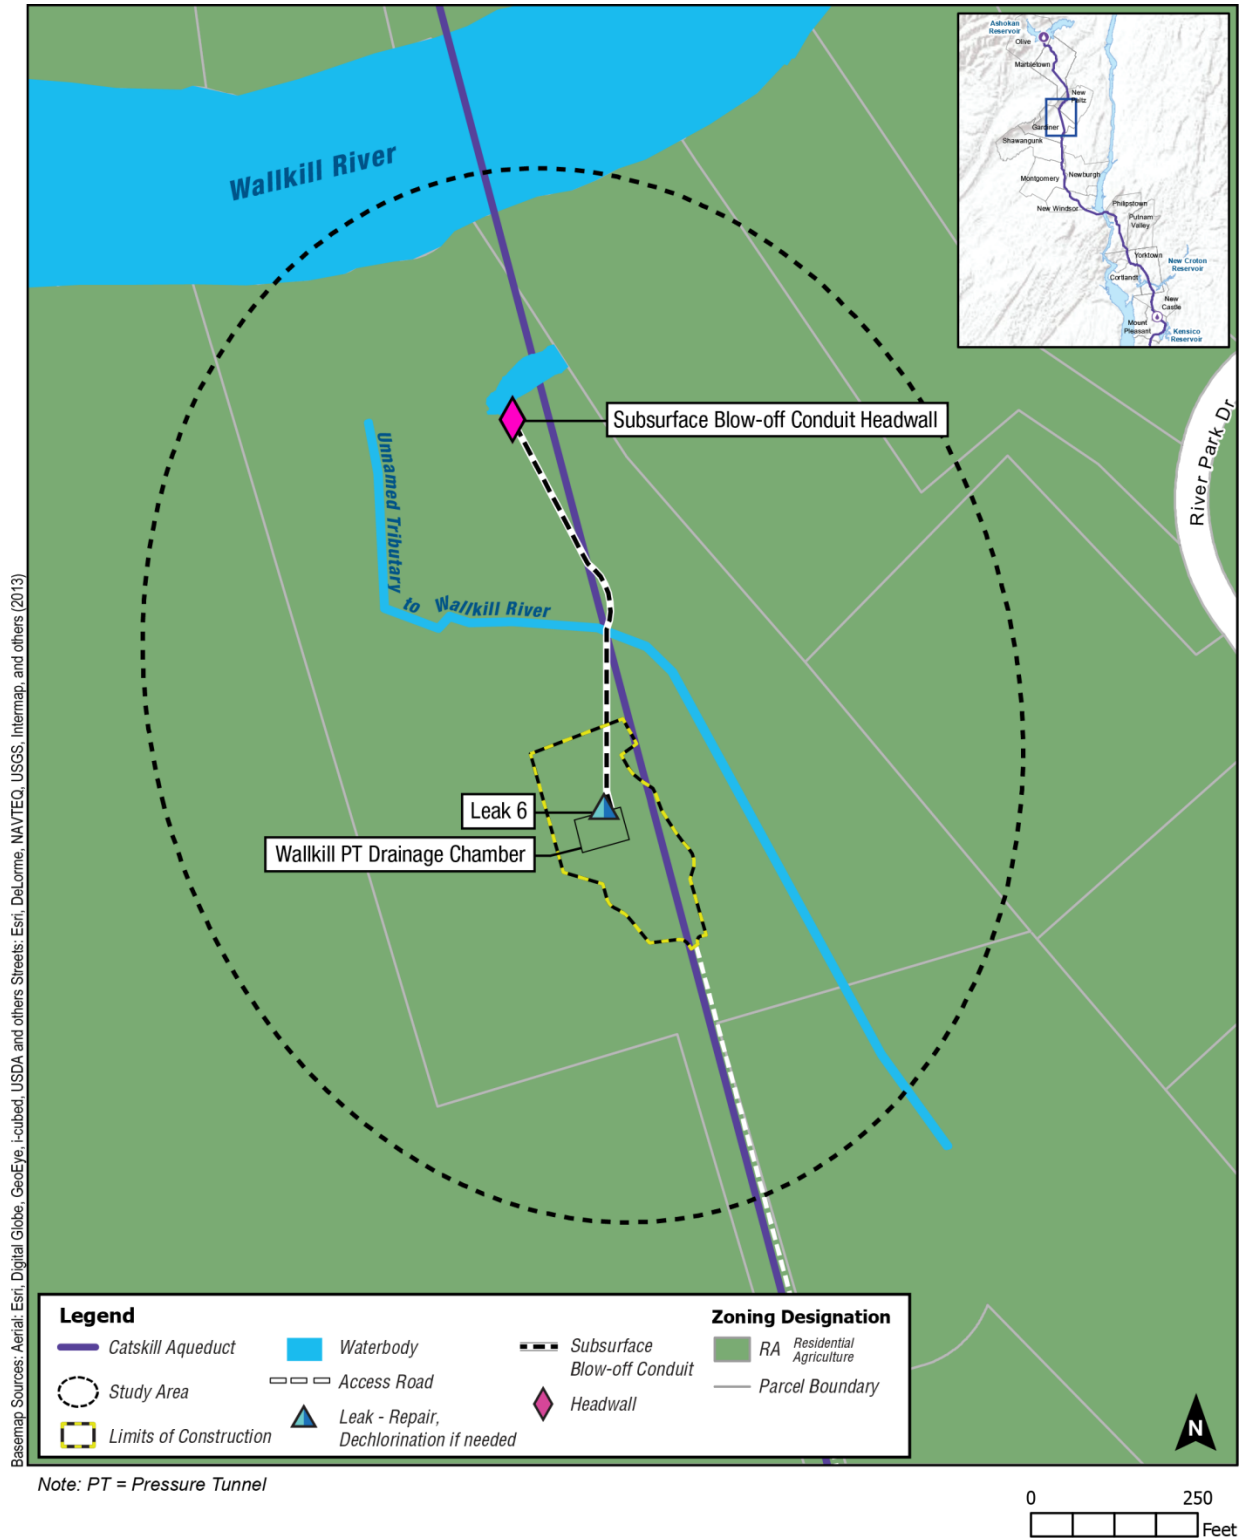 Ashokan
Reservoir
Olive
Marbletown
New
Paltz
Gardiner
Shawangunk
Montgomery
Newburgh
New Windsor
Philipstown
Putnam
Valley
Yorktown
New Croton
Reservoir
Cortlandt
New
Castle
Mount
Pleasant
Kensico
Reservoir
Wallkill River
Subsurface Blow-off Conduit Headwall
River Park Dr.
Unnamed Tributary
to Wallkill River
Leak 6
Wallkill PT Drainage Chamber
Basemap Sources: Aerial: Esri, Digital Globe, GeoEye, i-cubed, USDA and others Streets: Esri, DeLorme, NAVTEQ, USGS, Intermap, and others (2013)
Legend
Catskill Aqueduct
Study Area
Limits of Construction
Waterbody
Access Road
Leak - Repair,
Dechlorination if needed
Subsurface
Blow-off Conduit
Headwall
Zoning Designation
RA Residential
Agriculture
Parcel Boundary
N
Note: PT = Pressure Tunnel
0 250
Feet